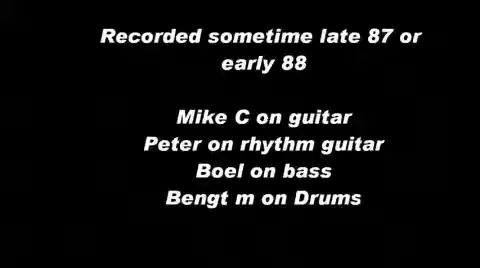 Recorded sometime late 87 or
early 88
Mike C on guitar
Peter on rhythm guitar
Boel on bass
Bengt m on Drums